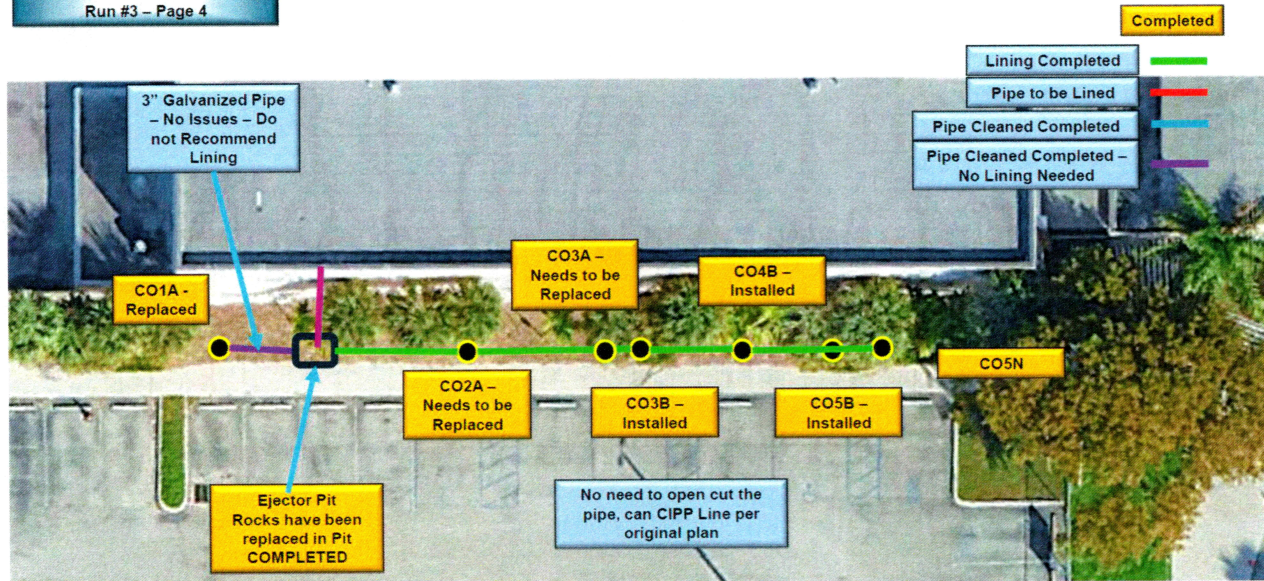 Run #3 – Page 4
Completed
Lining Completed
Pipe to be Lined
Pipe Cleaned Completed
Pipe Cleaned Completed –
No Lining Needed
3” Galvanized Pipe
– No Issues – Do
not Recommend
Lining
CO1A -
Replaced
CO3A –
Needs to be
Replaced
CO4B –
Installed
CO2A –
Needs to be
Replaced
CO3B –
Installed
CO5B –
Installed
CO5N
Ejector Pit
Rocks have been
replaced in Pit
COMPLETED
No need to open cut the
pipe, can CIPP Line per
original plan